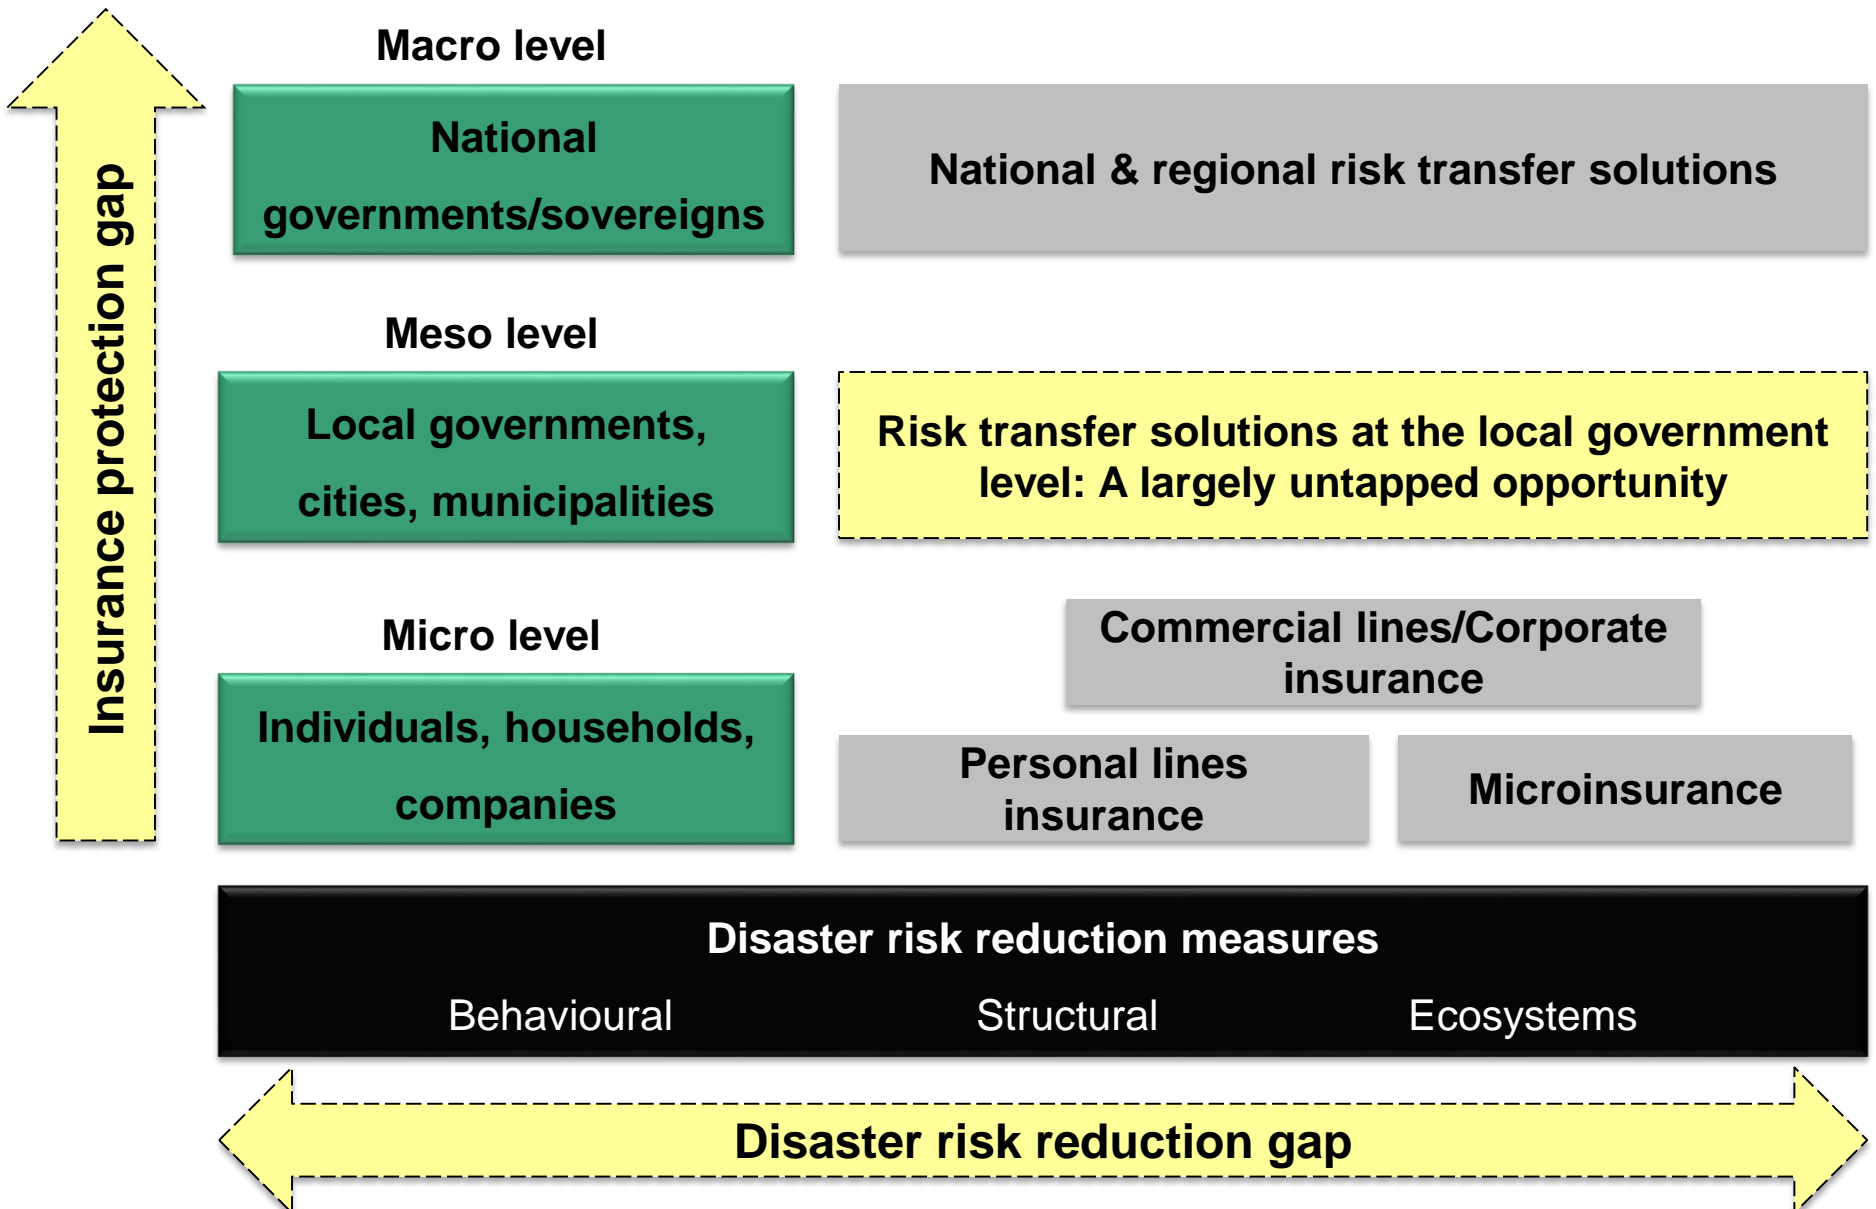 Insurance protection gap
Macro level
National
governments/sovereigns
National & regional risk transfer solutions
Meso level
Local governments,
cities, municipalities
Risk transfer solutions at the local government
level: A largely untapped opportunity
Micro level
Individuals, households,
companies
Commercial lines/Corporate
insurance
Personal lines
insurance
Microinsurance
Disaster risk reduction measures
Behavioural Structural Ecosystems
Disaster risk reduction gap